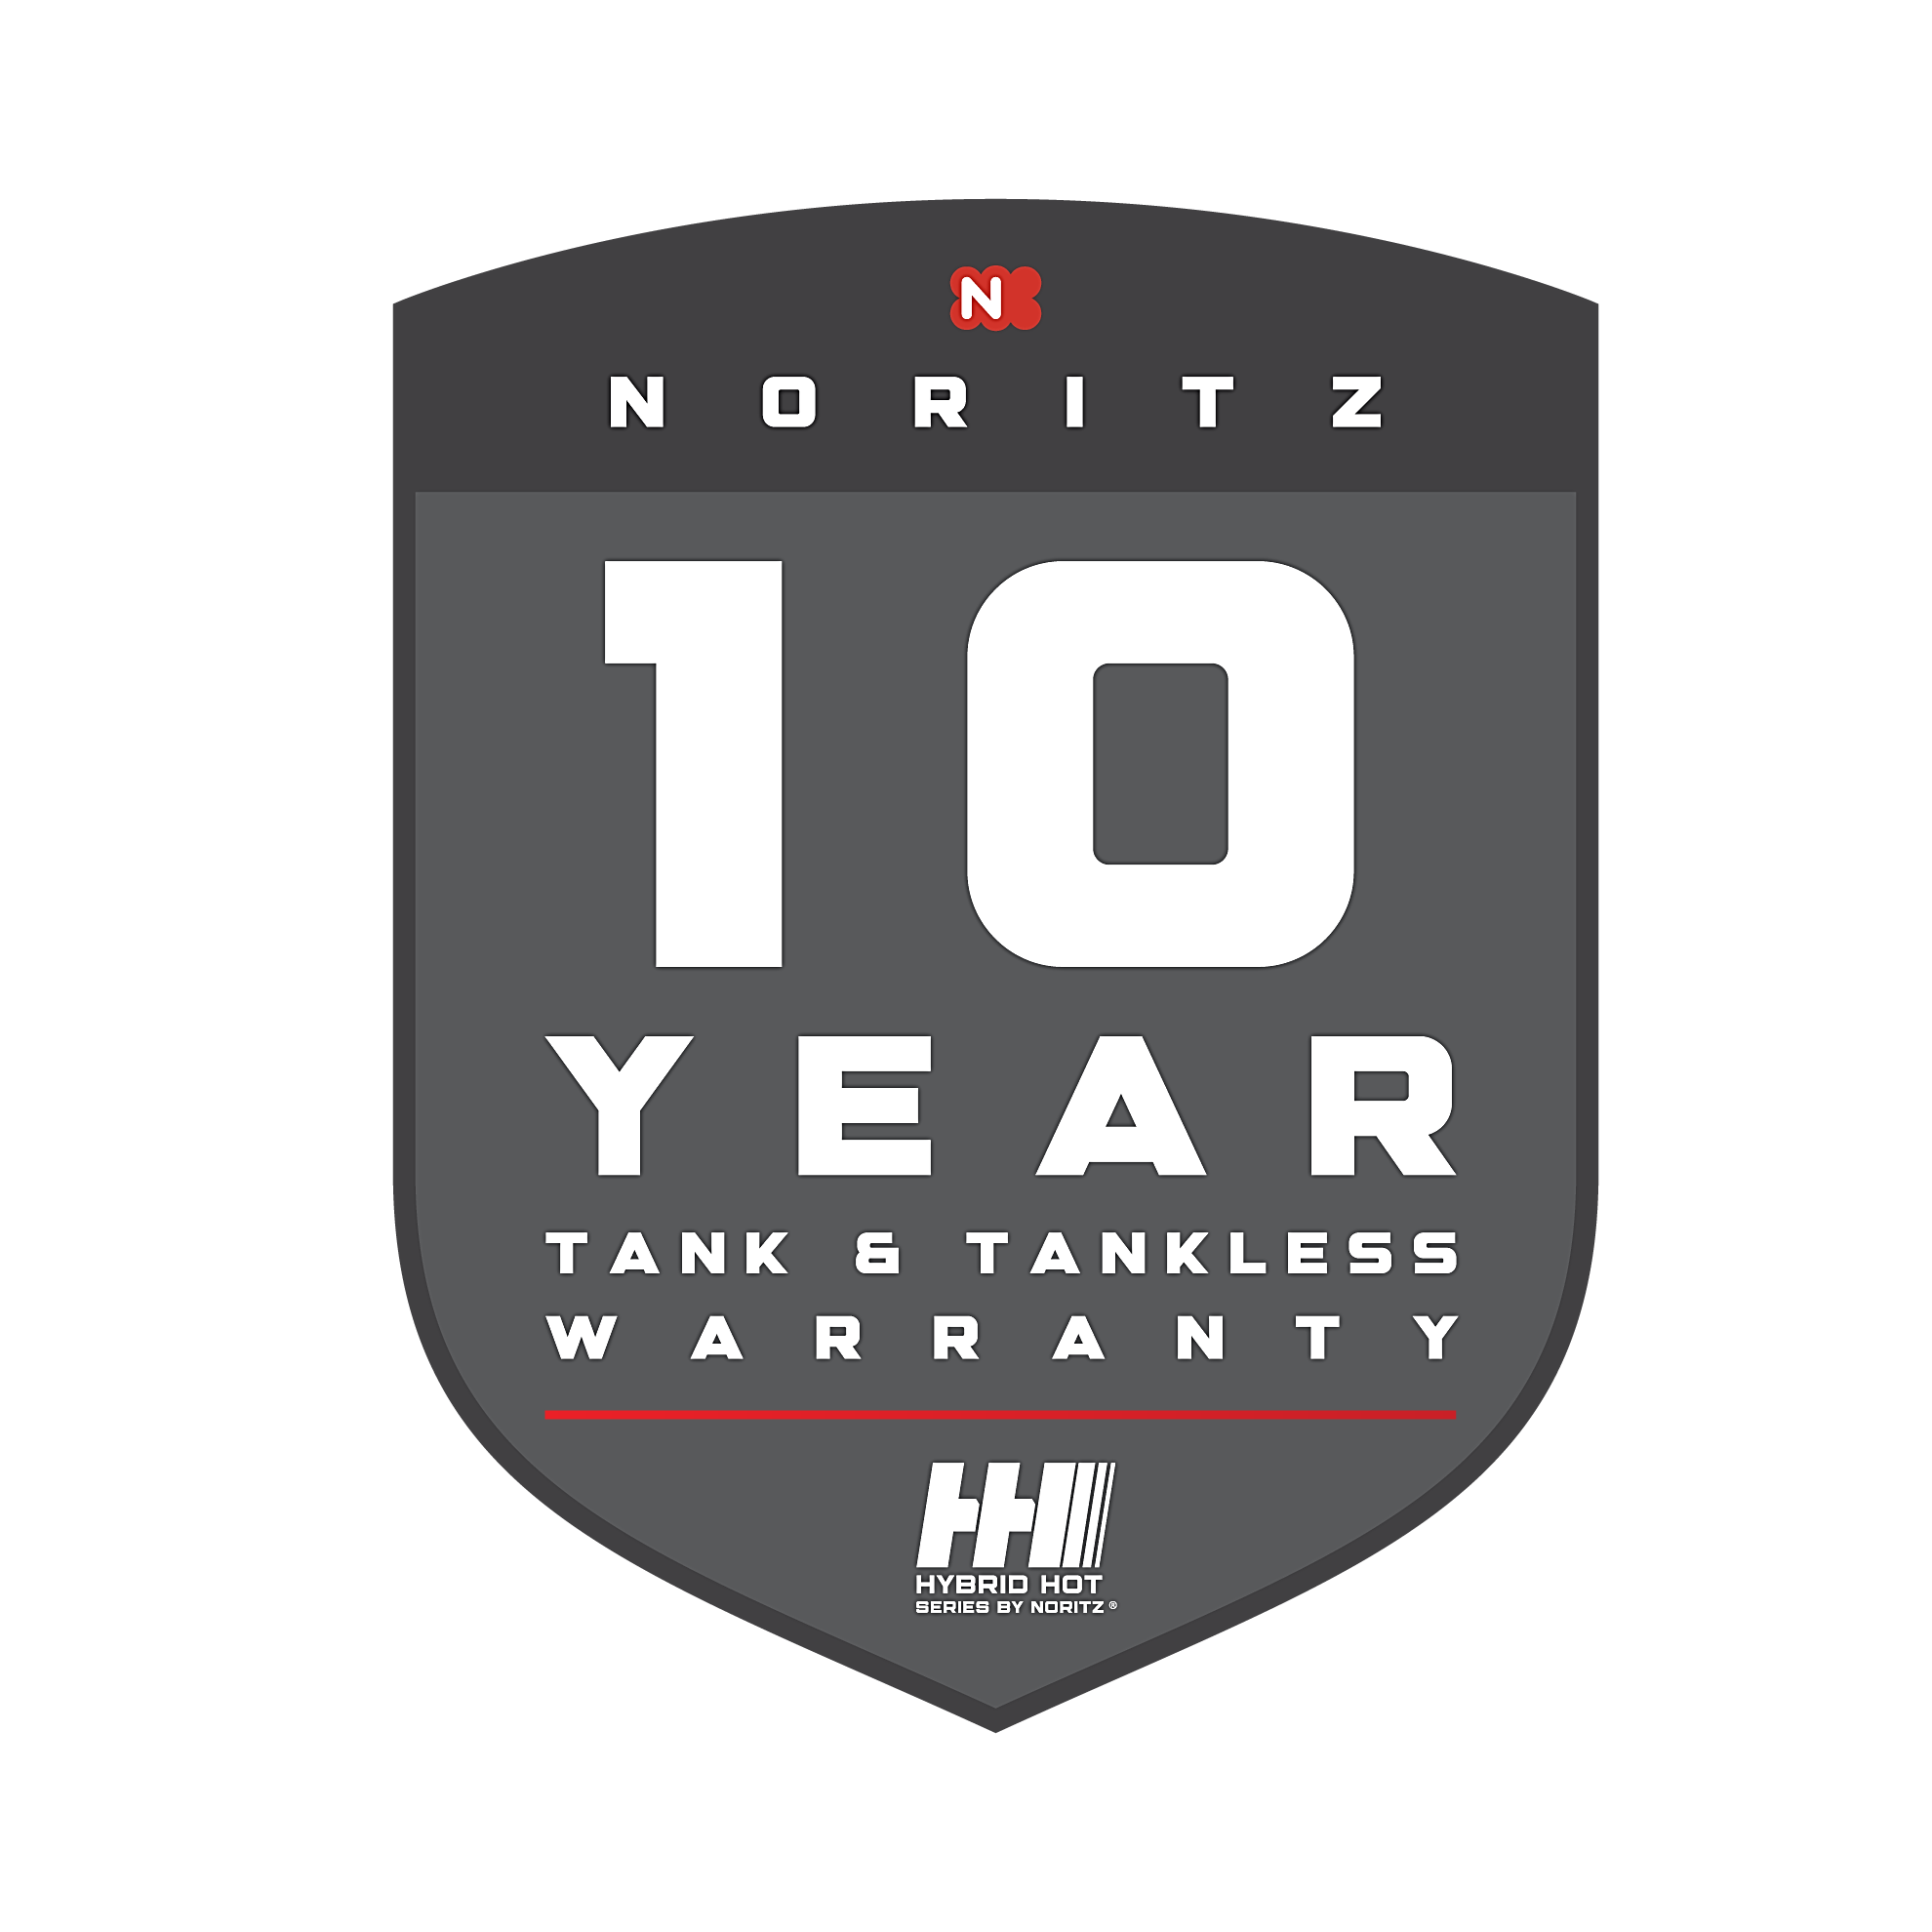 N
NORITZ
10
YEAR
TANK & TANKLESS
WARRANTY
HYBRID HOT
SERIES BY NORITZ®